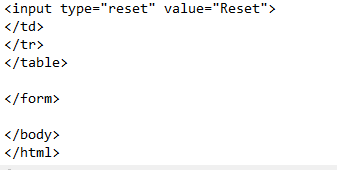 <input type="reset" value="Reset">
</td>
</tr>
</table>
</form>
</body>
</html>